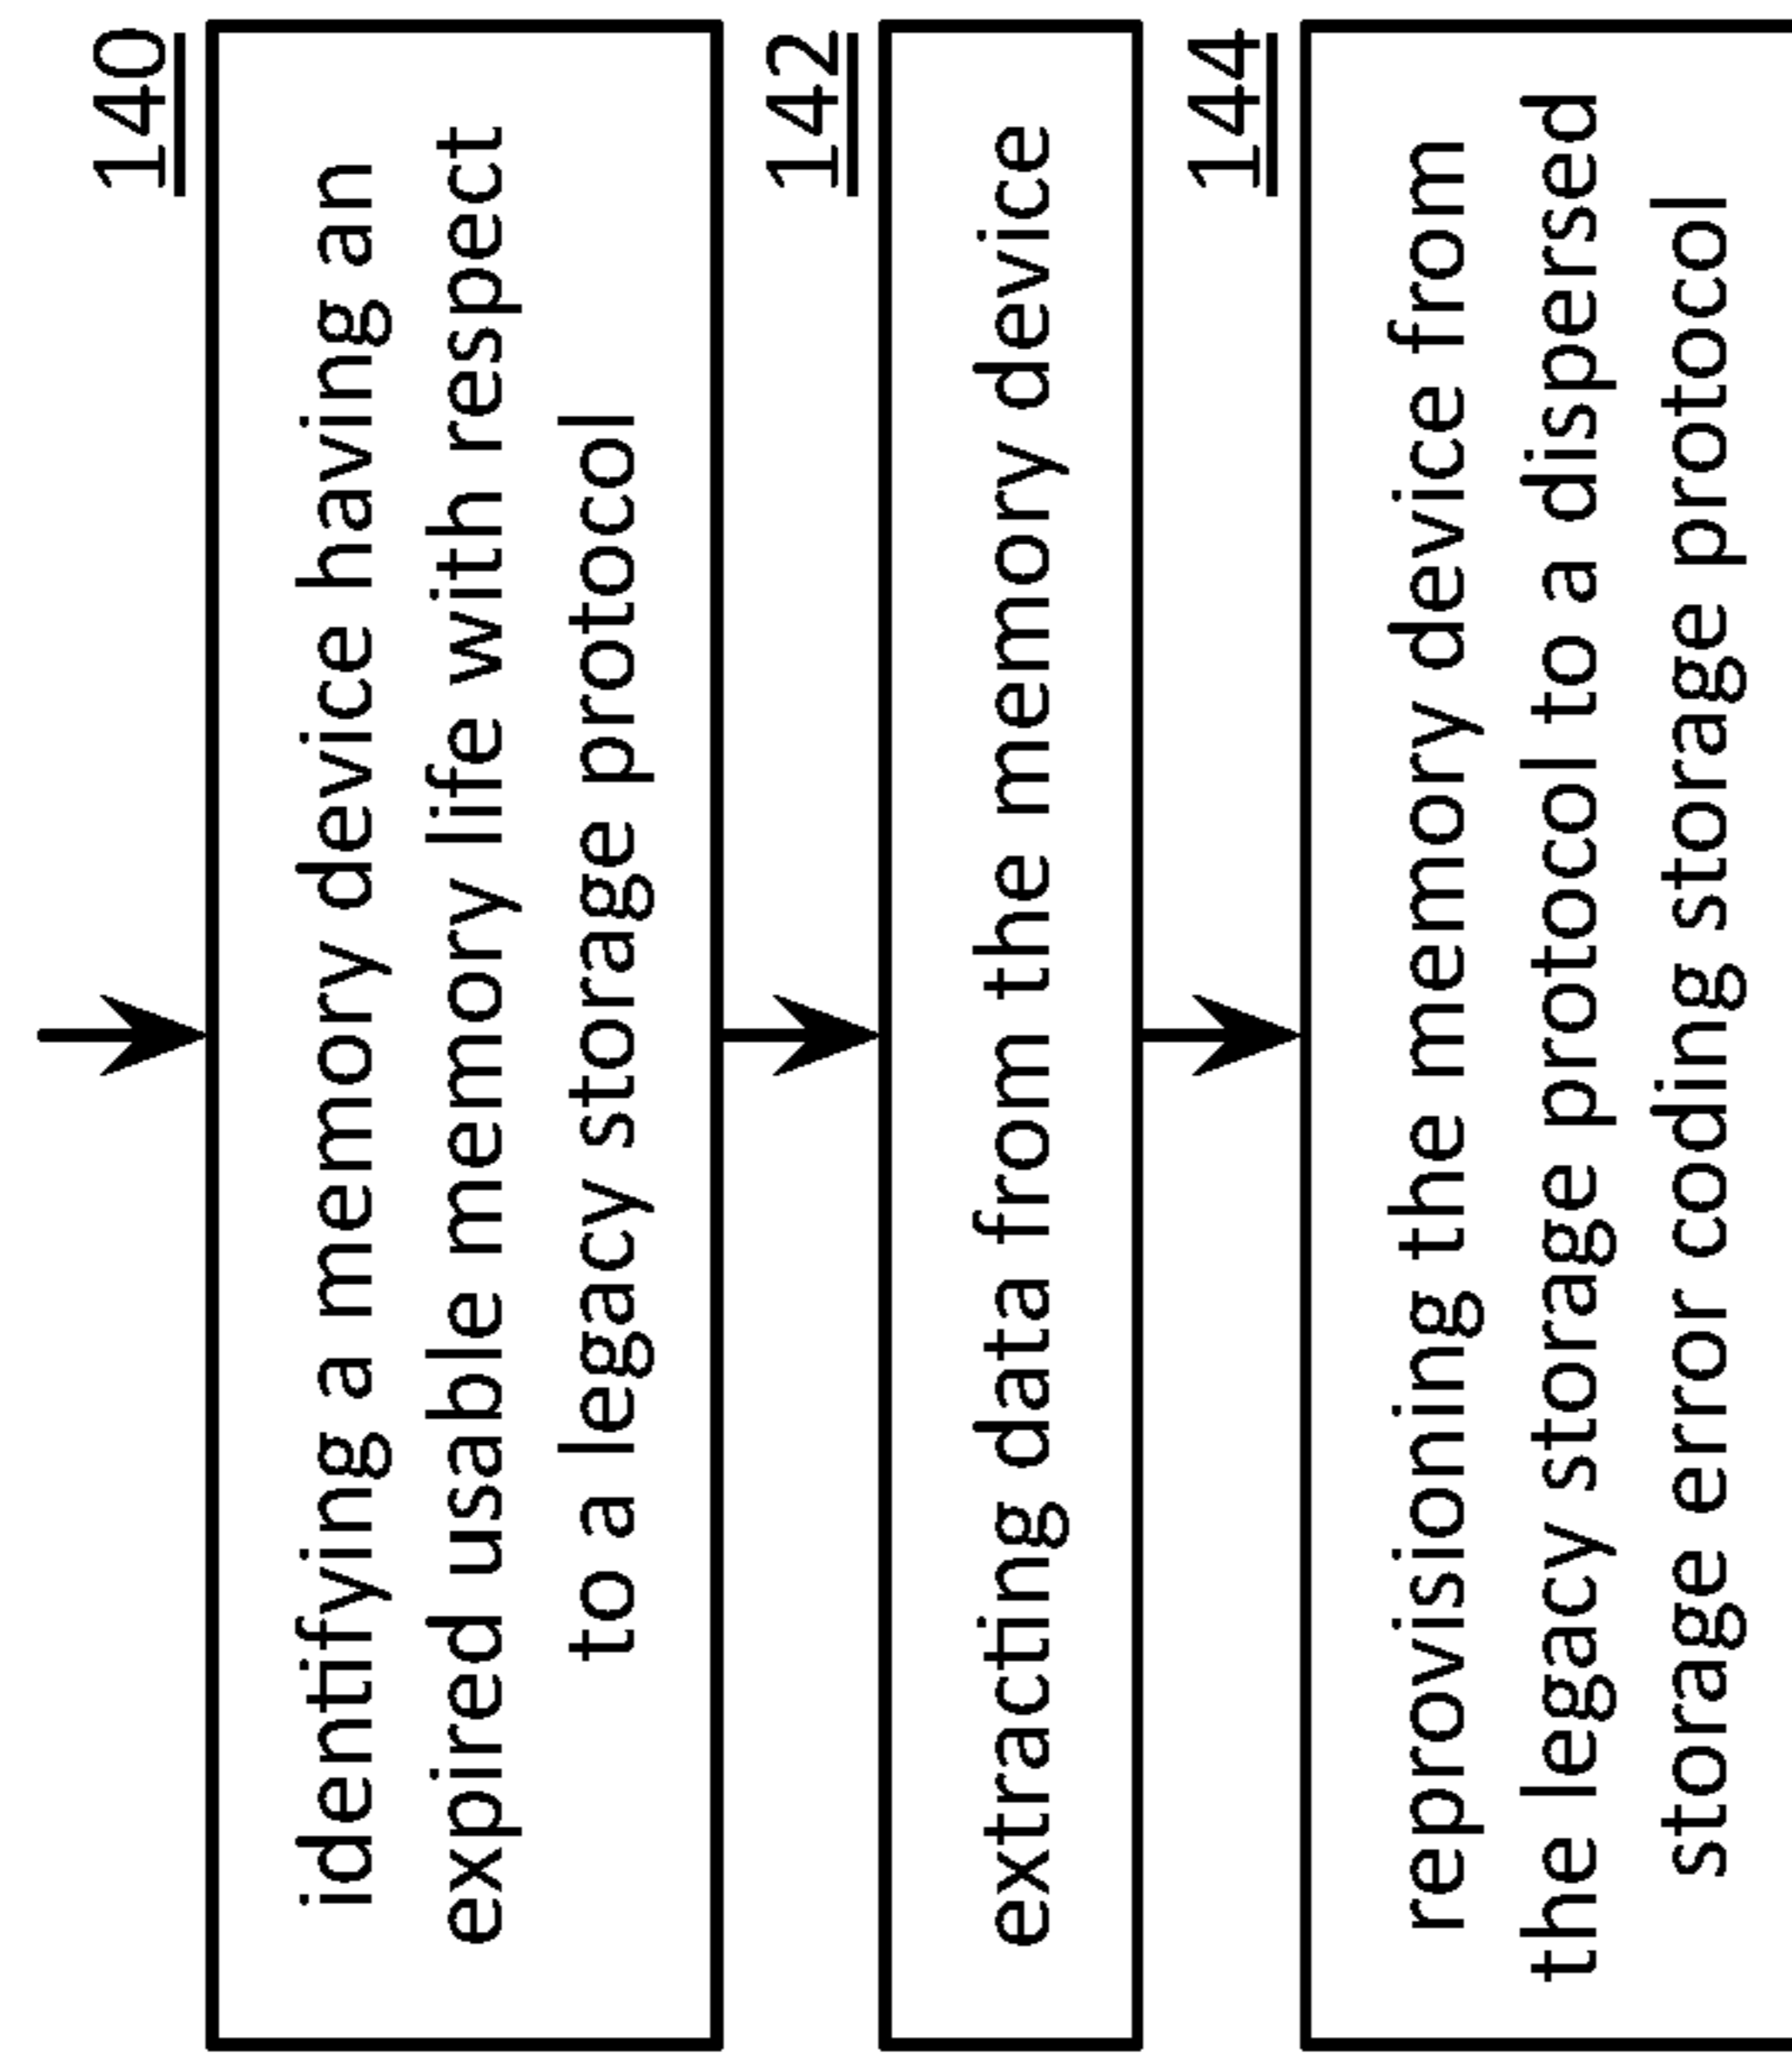 140
identifying a memory device having an
expired usable memory life with respect
to a legacy storage protocol
142
extracting data from the memory device
144
reprovisioning the memory device from
the legacy storage protocol to a dispersed
storage error coding storage protocol